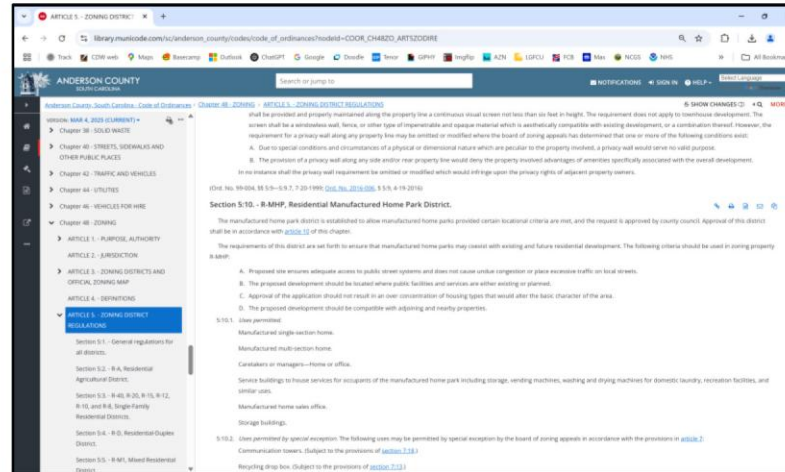 ARTICLE 5. - ZONING DISTRICT
library.municode.com/sc/anderson_county/codes/code_of_ordinances?nodeId=COOR_CH48ZO_ART5ZODIRE
Track CDW web Maps Basecamp Outlook ChatGPT Google Doodle Tenor GIPHY Imgflip AZN LGFCU FCB Mas NCGS NHS » All Bookma
ANDERSON COUNTY
SOUTH CAROLINA
Search or jump to
NOTIFICATIONS SIGN IN HELP Select Language
Anderson County, South Carolina - Code of Ordinances Chapter 48 - ZONING ARTICLE 5. - ZONING DISTRICT REGULATIONS
SHOW CHANGES MORE
VERSION: MAR 4, 2025 (CURRENT)
Chapter 38 - SOLID WASTE
Chapter 40 - STREETS, SIDEWALKS AND
OTHER PUBLIC PLACES
Chapter 42 - TRAFFIC AND VEHICLES
Chapter 44 - UTILITIES
Chapter 46 - VEHICLES FOR HIRE
Chapter 48 - ZONING
ARTICLE 1. - PURPOSE, AUTHORITY
ARTICLE 2. - JURISDICTION
ARTICLE 3. - ZONING DISTRICTS AND
OFFICIAL ZONING MAP
ARTICLE 4. - DEFINITIONS
ARTICLE 5. - ZONING DISTRICT
REGULATIONS
Section 5:1. - General regulations for
all districts.
Section 5:2. - R-A, Residential
Agricultural District.
Section 5:3. - R-40, R-20, R-15, R-12,
R-10, and R-8, Single-Family
Residential Districts.
Section 5:4. - R-D, Residential-Duplex
District.
Section 5:5. - R-M1, Mixed Residential
District.
shall be provided and properly maintained along the property line a continuous visual screen not less than six feet in height. The requirement does not apply to townhouse development. The
screen shall be a windowless wall, fence, or other type of impenetrable and opaque material which is aesthetically compatible with existing development, or a combination thereof. However, the
requirement for a privacy wall along any property line may be omitted or modified where the board of zoning appeals has determined that one or more of the following conditions exist:
A. Due to special conditions and circumstances of a physical or dimensional nature which are peculiar to the property involved, a privacy wall would serve no valid purpose.
B. The provision of a privacy wall along any side and/or rear property line would deny the property involved advantages of amenities specifically associated with the overall development.
In no instance shall the privacy wall requirement be omitted or modified which would infringe upon the privacy rights of adjacent property owners.
(Ord. No. 99-004, §§ 5.9—5.9.7, 7-20-1999; Ord. No. 2016-006, § 5:9, 4-19-2016)
Section 5:10. - R-MHP, Residential Manufactured Home Park District.
The manufactured home park district is established to allow manufactured home parks provided certain locational criteria are met, and the request is approved by county council. Approval of this district
shall be in accordance with article 10 of this chapter.
The requirements of this district are set forth to ensure that manufactured home parks may coexist with existing and future residential development. The following criteria should be used in zoning property
R-MHP:
A. Proposed site ensures adequate access to public street systems and does not cause undue congestion or place excessive traffic on local streets.
B. The proposed development should be located where public facilities and services are either existing or planned.
C. Approval of the application should not result in an over concentration of housing types that would alter the basic character of the area.
D. The proposed development should be compatible with adjoining and nearby properties.
5:10.1. Uses permitted.
Manufactured single-section home.
Manufactured multi-section home.
Caretakers or managers—Home or office.
Service buildings to house services for occupants of the manufactured home park including storage, vending machines, washing and drying machines for domestic laundry, recreation facilities, and
similar uses.
Manufactured home sales office.
Storage buildings.
5:10.2. Uses permitted by special exception. The following uses may be permitted by special exception by the board of zoning appeals in accordance with the provisions in article 7:
Communication towers. (Subject to the provisions of section 7:18.)
Recycling drop box. (Subject to the provisions of section 7:13.)